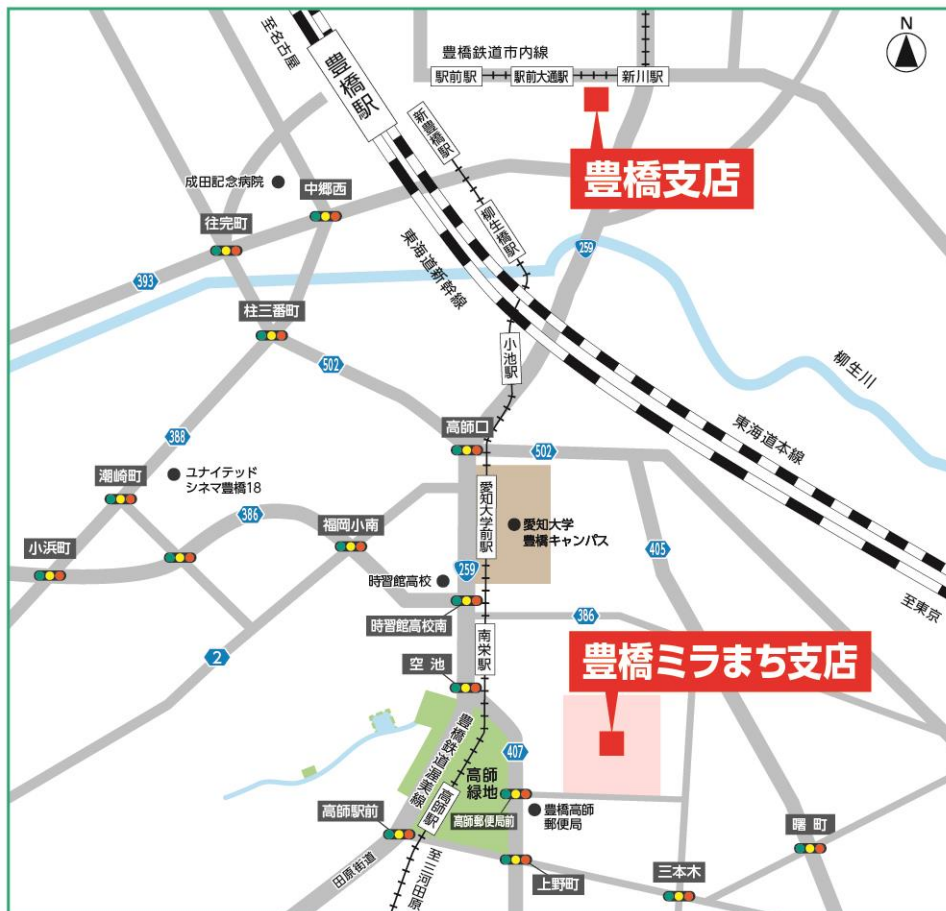 至名古屋
豊橋駅
豊橋鉄道市内線
駅前駅
駅前大通駅
新川駅
N
豊橋支店
新豊橋駅
成田記念病院
中郷西
往完町
柳生橋駅
東海道新幹線
259
393
柱三番町
502
小池駅
柳生川
東海道本線
388
高師口
502
潮崎町
ユナイテッド
シネマ豊橋18
386
愛知大学前駅
愛知大学
豊橋キャンパス
福岡小南
小浜町
405
259
時習館高校
至東京
時習館高校南
386
南栄駅
2
豊橋ミラまち支店
空池
豊橋鉄道渥美線
407
高師
緑地
高師駅
高師郵便局前
豊橋高師
郵便局
高師駅前
曙町
田原街道
至三河田原
上野町
三本木